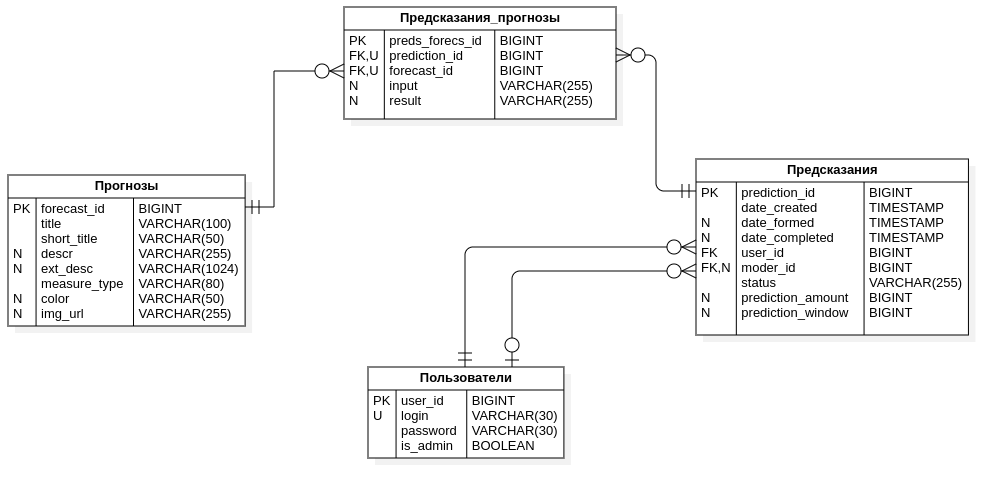 Предсказания_прогнозы
PK preds_forecs_id BIGINT
FK,U prediction_id BIGINT
FK,U forecast_id BIGINT
N input VARCHAR(255)
N result VARCHAR(255)
Прогнозы
PK forecast_id BIGINT
title VARCHAR(100)
short_title VARCHAR(50)
N descr VARCHAR(255)
N ext_desc VARCHAR(1024)
measure_type VARCHAR(80)
N color VARCHAR(50)
N img_url VARCHAR(255)
Предсказания
PK prediction_id BIGINT
date_created TIMESTAMP
N date_formed TIMESTAMP
N date_completed TIMESTAMP
FK user_id BIGINT
FK,N moder_id BIGINT
status VARCHAR(255)
N prediction_amount BIGINT
N prediction_window BIGINT
Пользователи
PK user_id BIGINT
U login VARCHAR(30)
password VARCHAR(30)
is_admin BOOLEAN